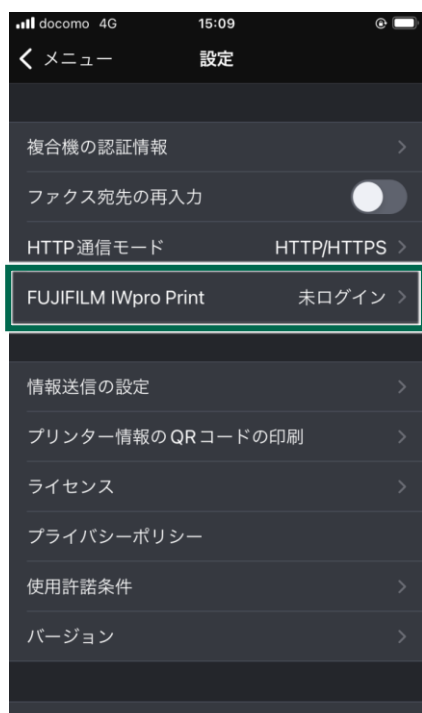 docomo 4G 15:09
メニュー 設定
複合機の認証情報
ファクス宛先の再入力
HTTP通信モード HTTP/HTTPS
FUJIFILM IWpro Print 未ログイン
情報送信の設定
プリンター情報のQRコードの印刷
ライセンス
プライバシーポリシー
使用許諾条件
バージョン